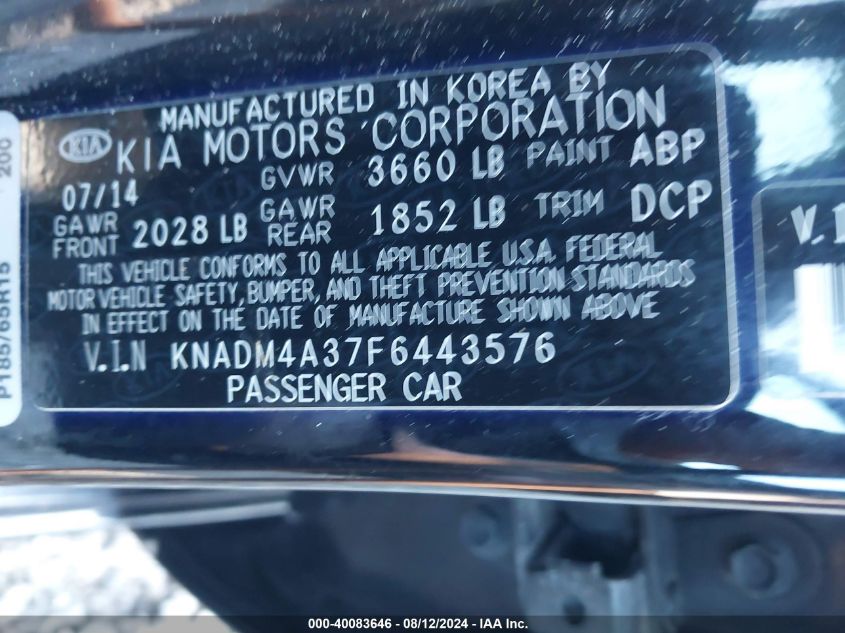 MANUFACTURED IN KOREA BY
KIA KIA MOTORS CORPORATION
07/14 GVWR 3660 LB PAINT ABP
GAWR FRONT 2028 LB GAWR REAR 1852 LB TRIM DCP
THIS VEHICLE CONFORMS TO ALL APPLICABLE U.S.A. FEDERAL
MOTOR VEHICLE SAFETY, BUMPER, AND THEFT PREVENTION STANDARDS
IN EFFECT ON THE DATE OF MANUFACTURE SHOWN ABOVE
V.I.N KNADM4A37F6443576
PASSENGER CAR
P185/65R15
200
V.I
000-40083646 - 08/12/2024 - IAA Inc.